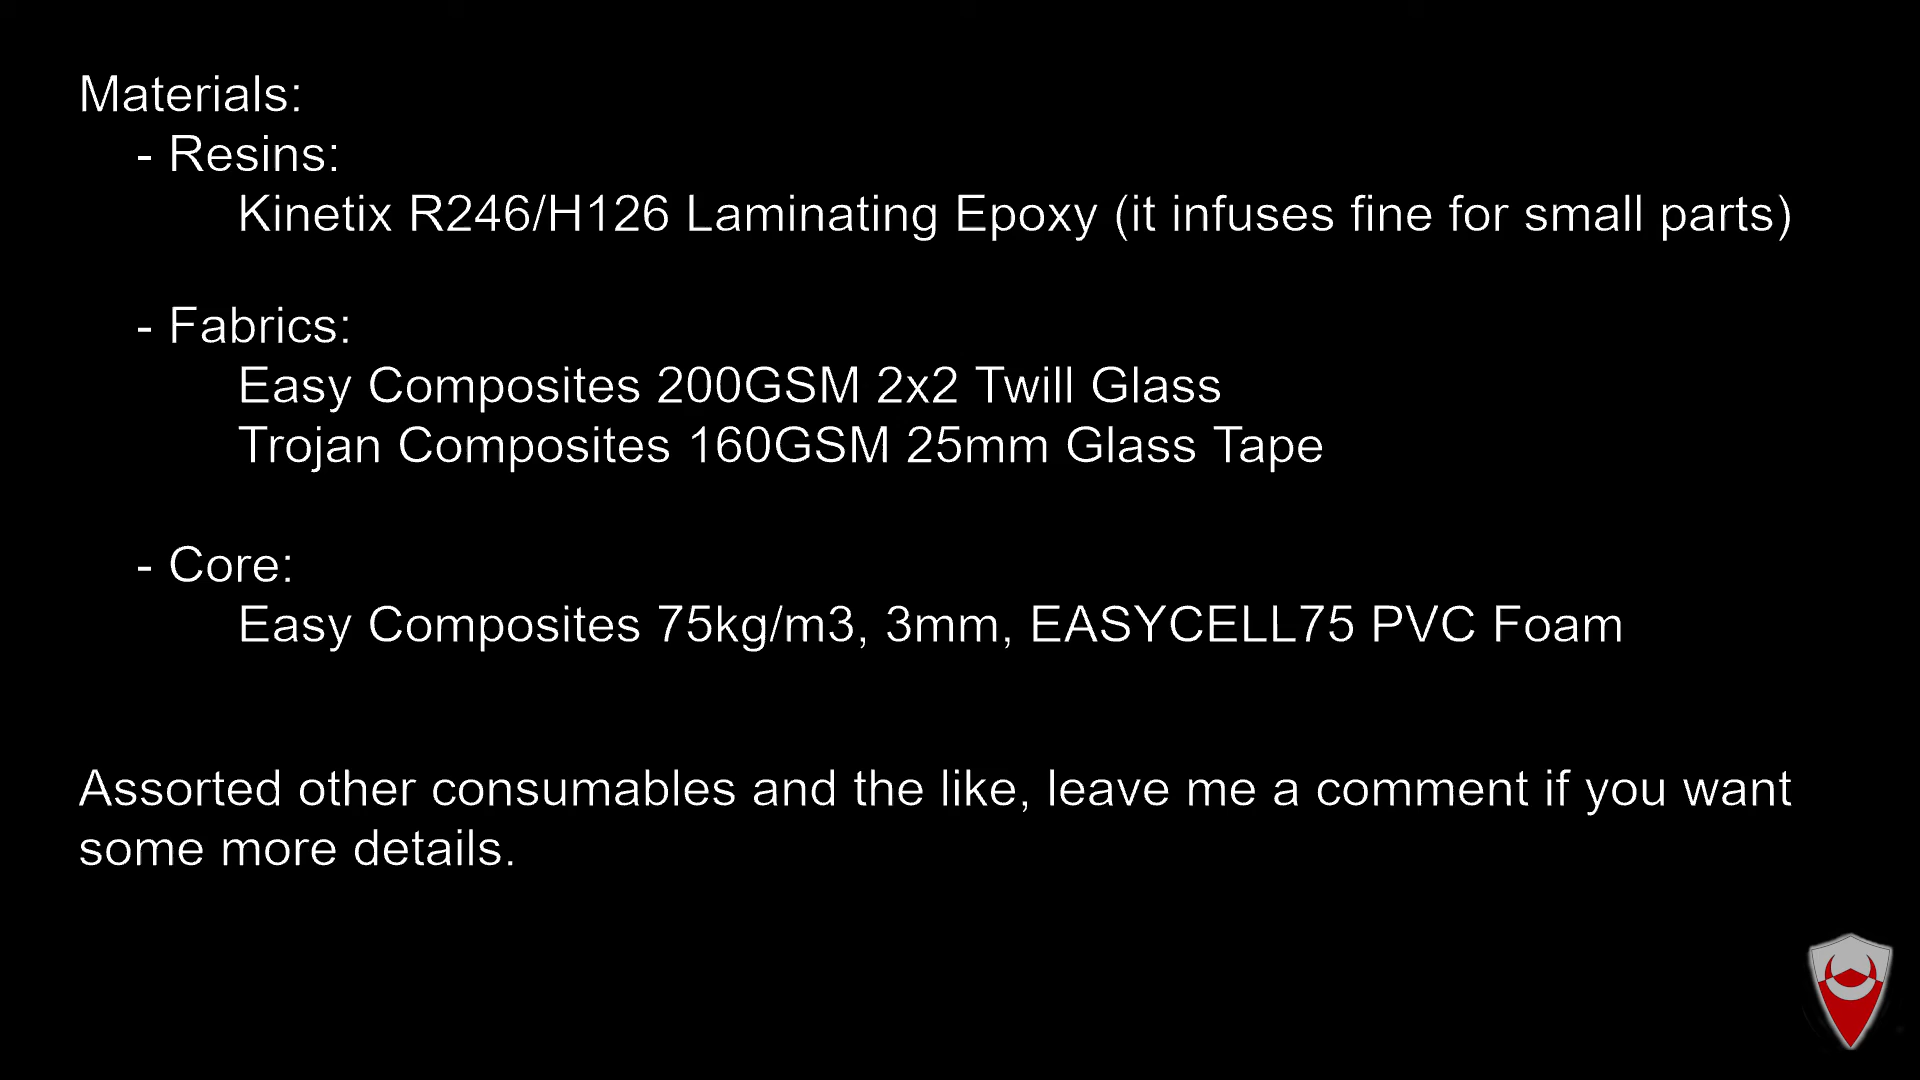 Materials:
- Resins:
Kinetix R246/H126 Laminating Epoxy (it infuses fine for small parts)
- Fabrics:
Easy Composites 200GSM 2x2 Twill Glass
Trojan Composites 160GSM 25mm Glass Tape
- Core:
Easy Composites 75kg/m3, 3mm, EASYCELL75 PVC Foam
Assorted other consumables and the like, leave me a comment if you want
some more details.